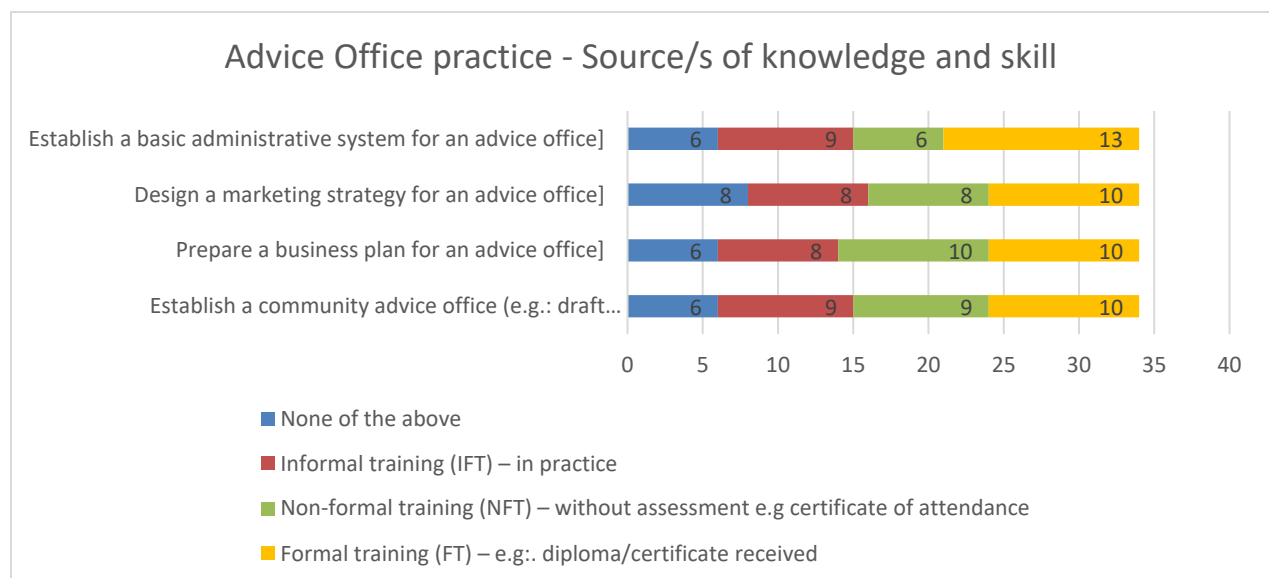 Advice Office practice - Source/s of knowledge and skill
Establish a basic administrative system for an advice office] 6 9 6 13
Design a marketing strategy for an advice office] 8 8 8 10
Prepare a business plan for an advice office] 6 8 10 10
Establish a community advice office (e.g.: draft... 6 9 9 10
0 5 10 15 20 25 30 35 40
None of the above
Informal training (IFT) – in practice
Non-formal training (NFT) – without assessment e.g certificate of attendance
Formal training (FT) – e.g:. diploma/certificate received